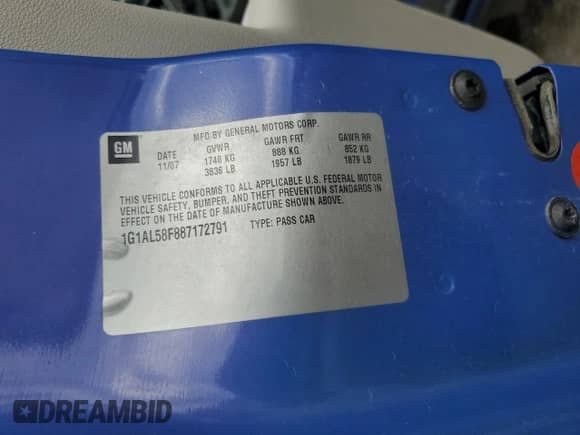 MFD BY GENERAL MOTORS CORP.
GM DATE GVWR GAWR FRT GAWR RR
11/07 1740 KG 888 KG 852 KG
3836 LB 1957 LB 1879 LB
THIS VEHICLE CONFORMS TO ALL APPLICABLE U.S. FEDERAL MOTOR
VEHICLE SAFETY, BUMPER, AND THEFT PREVENTION STANDARDS IN
EFFECT ON THE DATE OF MANUFACTURE SHOWN ABOVE.
1G1AL58F887172791 TYPE: PASS CAR
DREAMBID